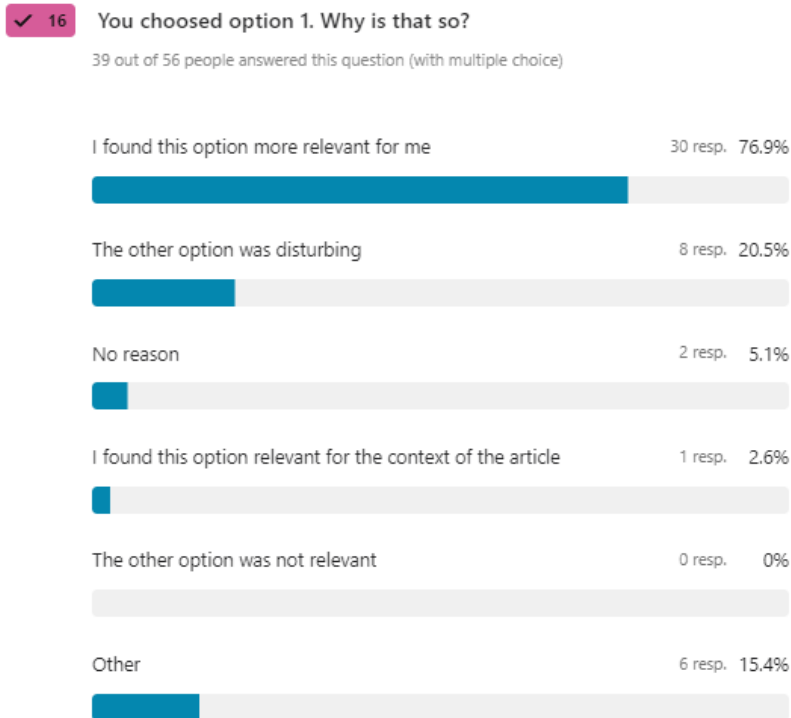 16 You choosed option 1. Why is that so?
39 out of 56 people answered this question (with multiple choice)
I found this option more relevant for me 30 resp. 76.9%
The other option was disturbing 8 resp. 20.5%
No reason 2 resp. 5.1%
I found this option relevant for the context of the article 1 resp. 2.6%
The other option was not relevant 0 resp. 0%
Other 6 resp. 15.4%